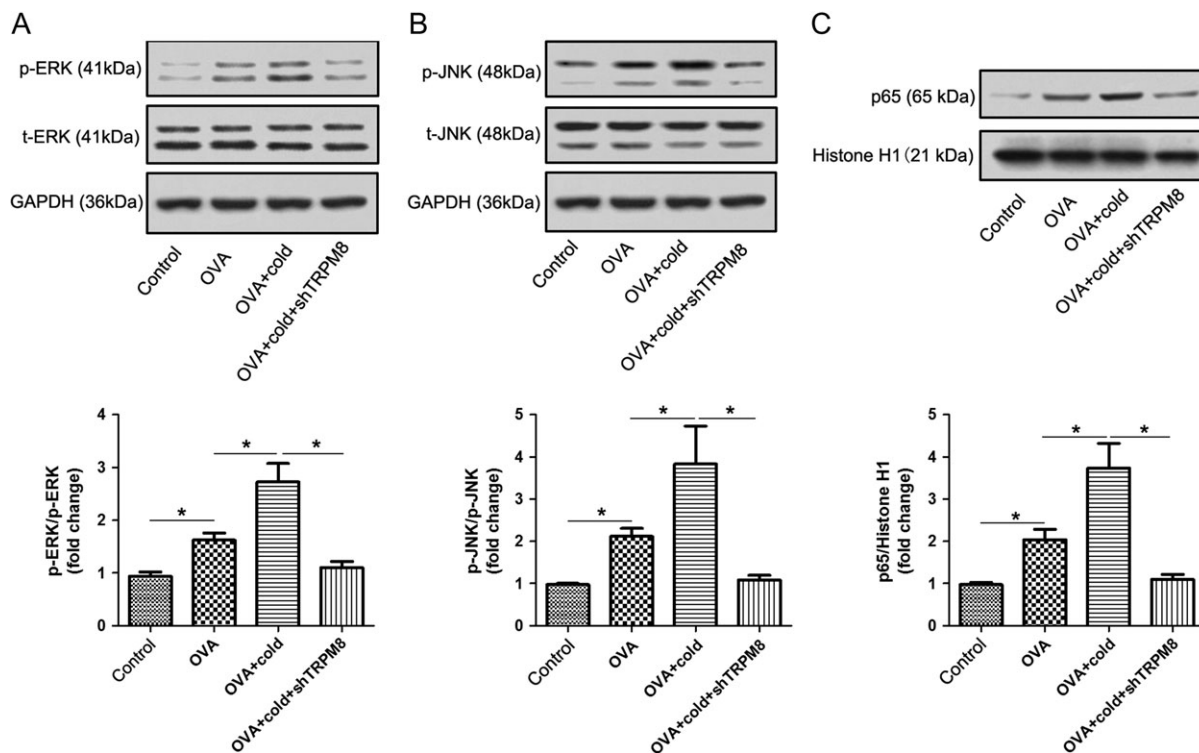 A
p-ERK (41kDa)
t-ERK (41kDa)
GAPDH (36kDa)
Control
OVA
OVA+cold
OVA+cold+shTRPM8
p-ERK/p-ERK
(fold change)
4
3
2
1
0
*
*
*
Control
OVA
OVA+cold
OVA+cold+shTRPM8
B
p-JNK (48kDa)
t-JNK (48kDa)
GAPDH (36kDa)
Control
OVA
OVA+cold
OVA+cold+shTRPM8
p-JNK/p-JNK
(fold change)
5
4
3
2
1
0
*
*
*
Control
OVA
OVA+cold
OVA+cold+shTRPM8
C
p65 (65 kDa)
Histone H1 (21 kDa)
Control
OVA
OVA+cold
OVA+cold+shTRPM8
p65/Histone H1
(fold change)
5
4
3
2
1
0
*
*
*
Control
OVA
OVA+cold
OVA+cold+shTRPM8